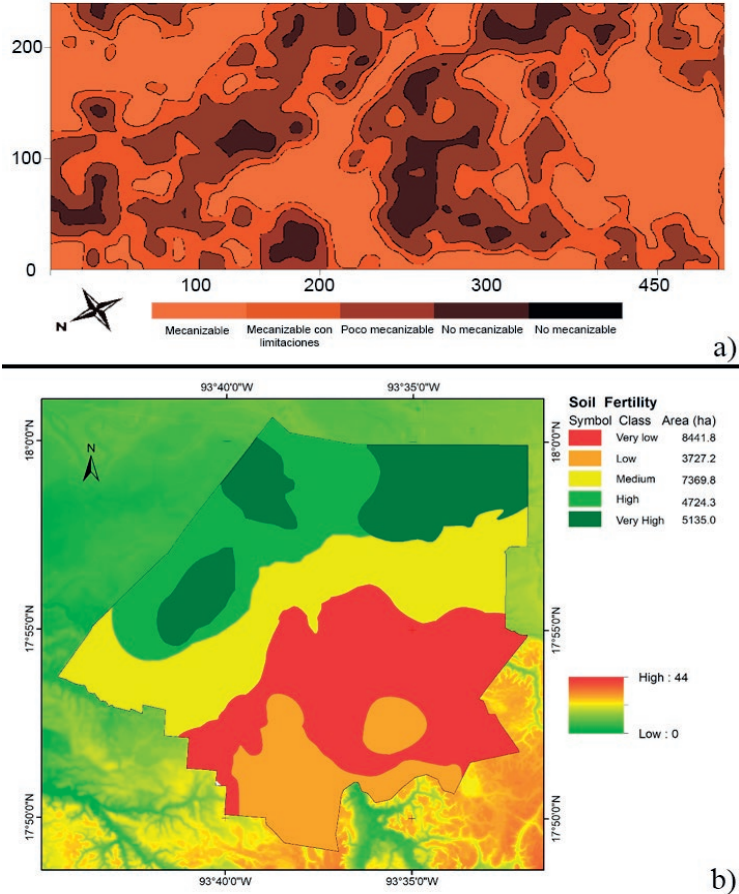 200
100
0
100 200 300 450
N
Mecanizable
Mecanizable con limitaciones
Poco mecanizable
No mecanizable
No mecanizable
a)
93°40'0"W 93°35'0"W
18°0'0"N
17°55'0"N
17°50'0"N
N
18°0'0"N
17°55'0"N
17°50'0"N
93°40'0"W 93°35'0"W
Soil Fertility
Symbol Class Area (ha)
Very low 8441.8
Low 3727.2
Medium 7369.8
High 4724.3
Very High 5135.0
High : 44
Low : 0
b)